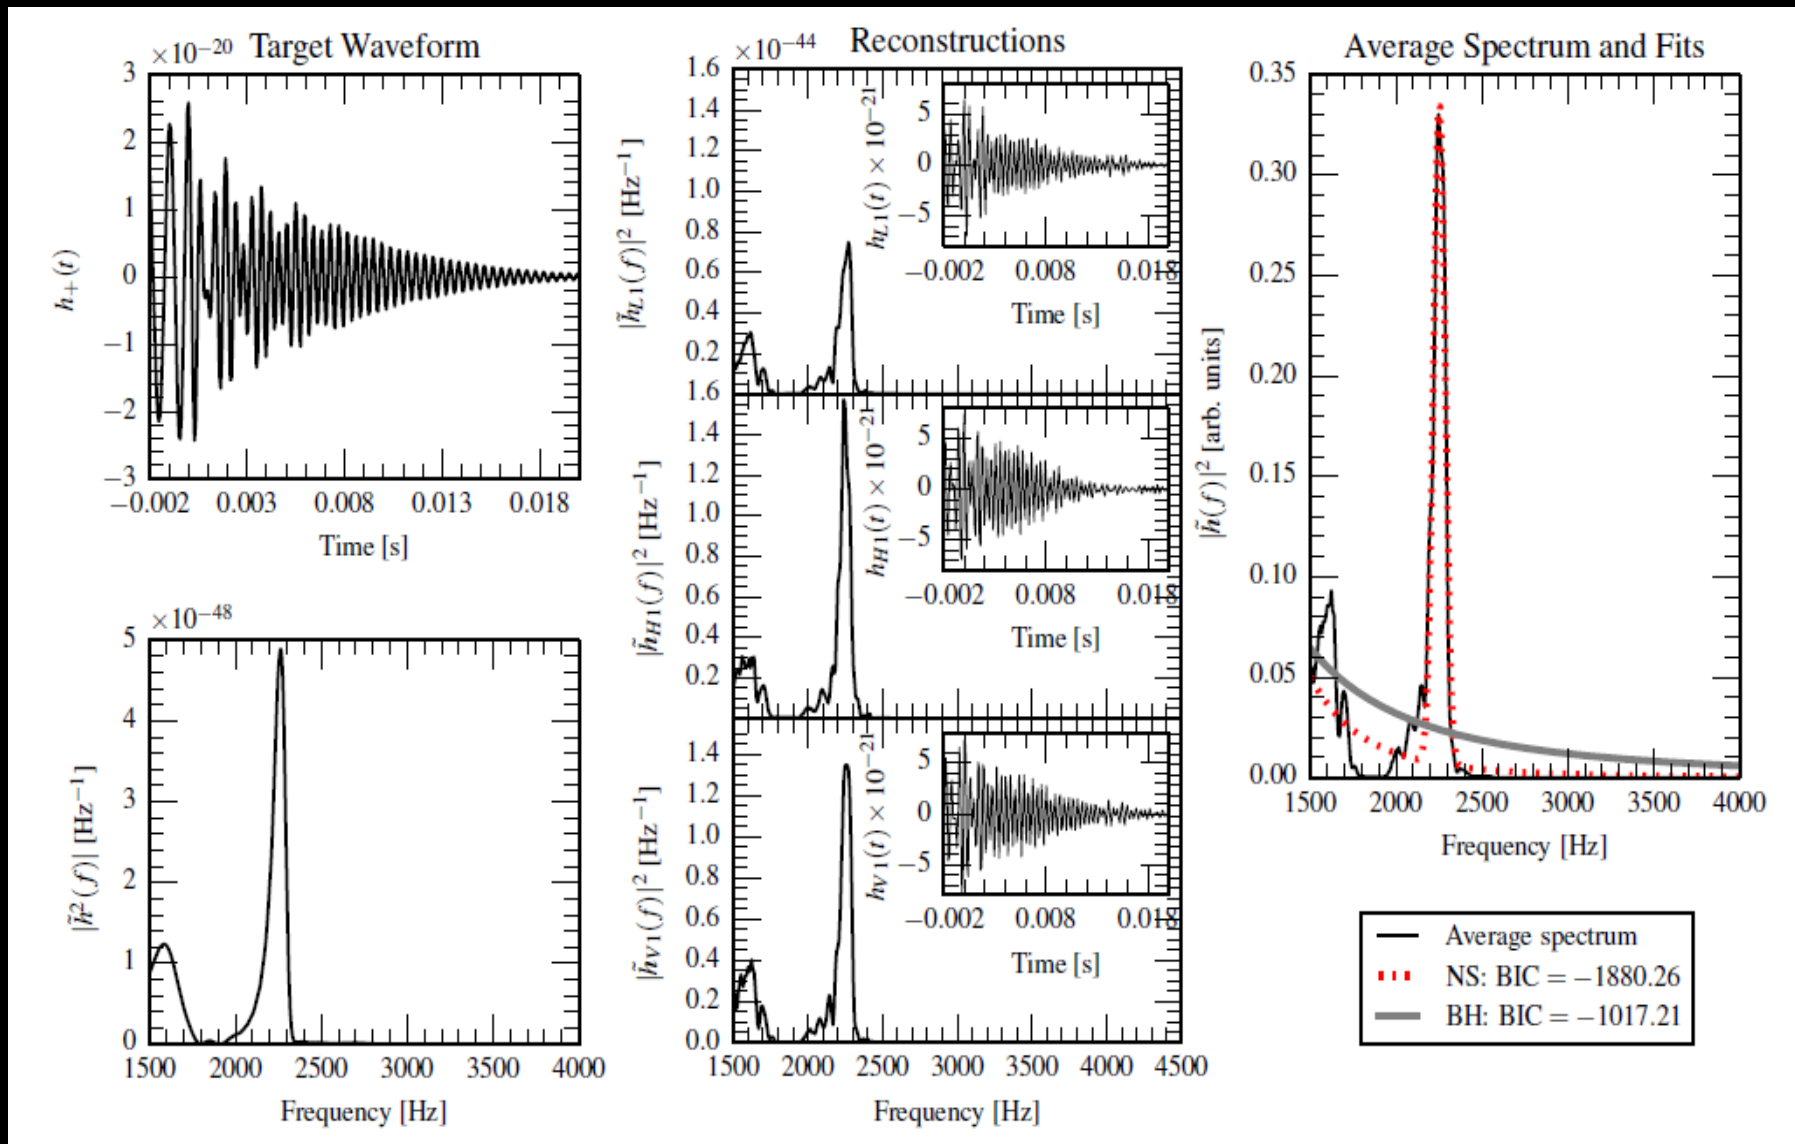 Target Waveform
×10⁻²⁰
3
2
1
0
−1
−2
−3
h₊(t)
−0.002 0.003 0.008 0.013 0.018
Time [s]
×10⁻⁴⁸
5
4
3
2
1
0
|h̃²(f)| [Hz⁻¹]
1500 2000 2500 3000 3500 4000
Frequency [Hz]
Reconstructions
×10⁻⁴⁴
1.6
1.4
1.2
1.0
0.8
0.6
0.4
0.2
|h̃_L1(f)|² [Hz⁻¹]
5
0
−5
h_L1(t) × 10⁻²¹
−0.002 0.008 0.018
Time [s]
1.6
1.4
1.2
1.0
0.8
0.6
0.4
0.2
|h̃_H1(f)|² [Hz⁻¹]
5
0
−5
h_H1(t) × 10⁻²¹
−0.002 0.008 0.018
Time [s]
1.4
1.2
1.0
0.8
0.6
0.4
0.2
0.0
|h̃_V1(f)|² [Hz⁻¹]
5
0
−5
h_V1(t) × 10⁻²¹
−0.002 0.008 0.018
Time [s]
1500 2000 2500 3000 3500 4000 4500
Frequency [Hz]
Average Spectrum and Fits
0.35
0.30
0.25
0.20
0.15
0.10
0.05
0.00
|h̃(f)|² [arb. units]
1500 2000 2500 3000 3500 4000
Frequency [Hz]
Average spectrum
NS: BIC = −1880.26
BH: BIC = −1017.21